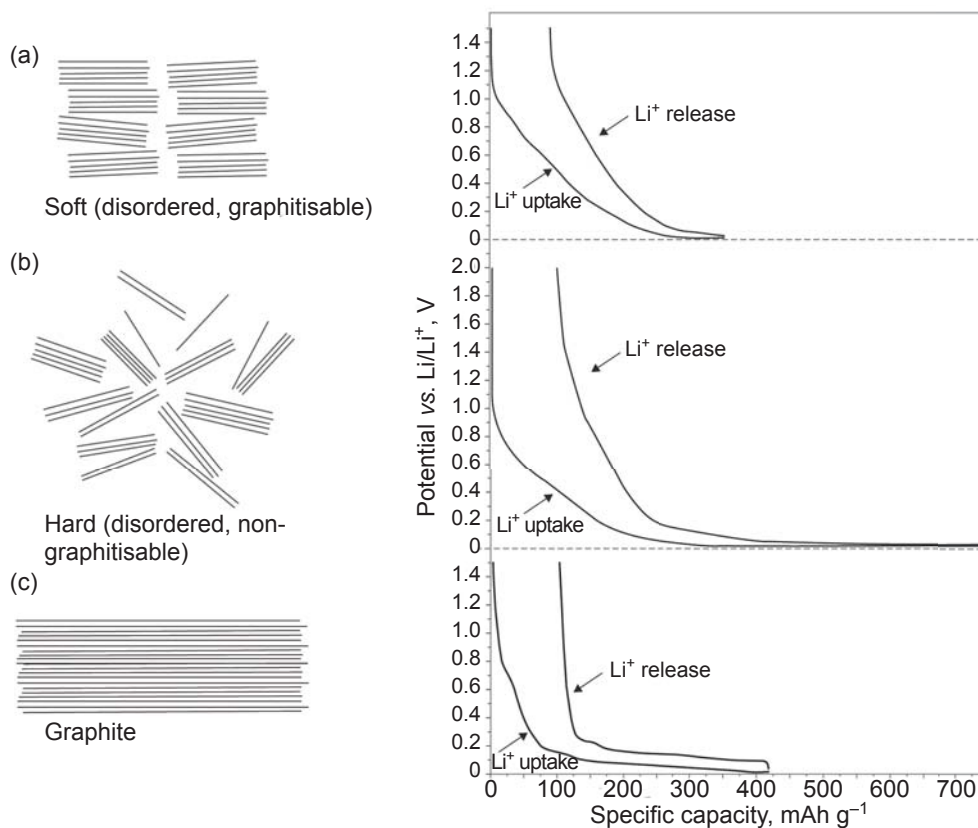 (a)
Soft (disordered, graphitisable)
(b)
Hard (disordered, non-
graphitisable)
(c)
Graphite
Potential vs. Li/Li⁺, V
1.4
1.2
1.0
0.8
0.6
0.4
0.2
0
Li⁺ release
Li⁺ uptake
2.0
1.8
1.6
1.4
1.2
1.0
0.8
0.6
0.4
0.2
0
Li⁺ release
Li⁺ uptake
1.4
1.2
1.0
0.8
0.6
0.4
0.2
0
Li⁺ release
Li⁺ uptake
0 100 200 300 400 500 600 700
Specific capacity, mAh g⁻¹